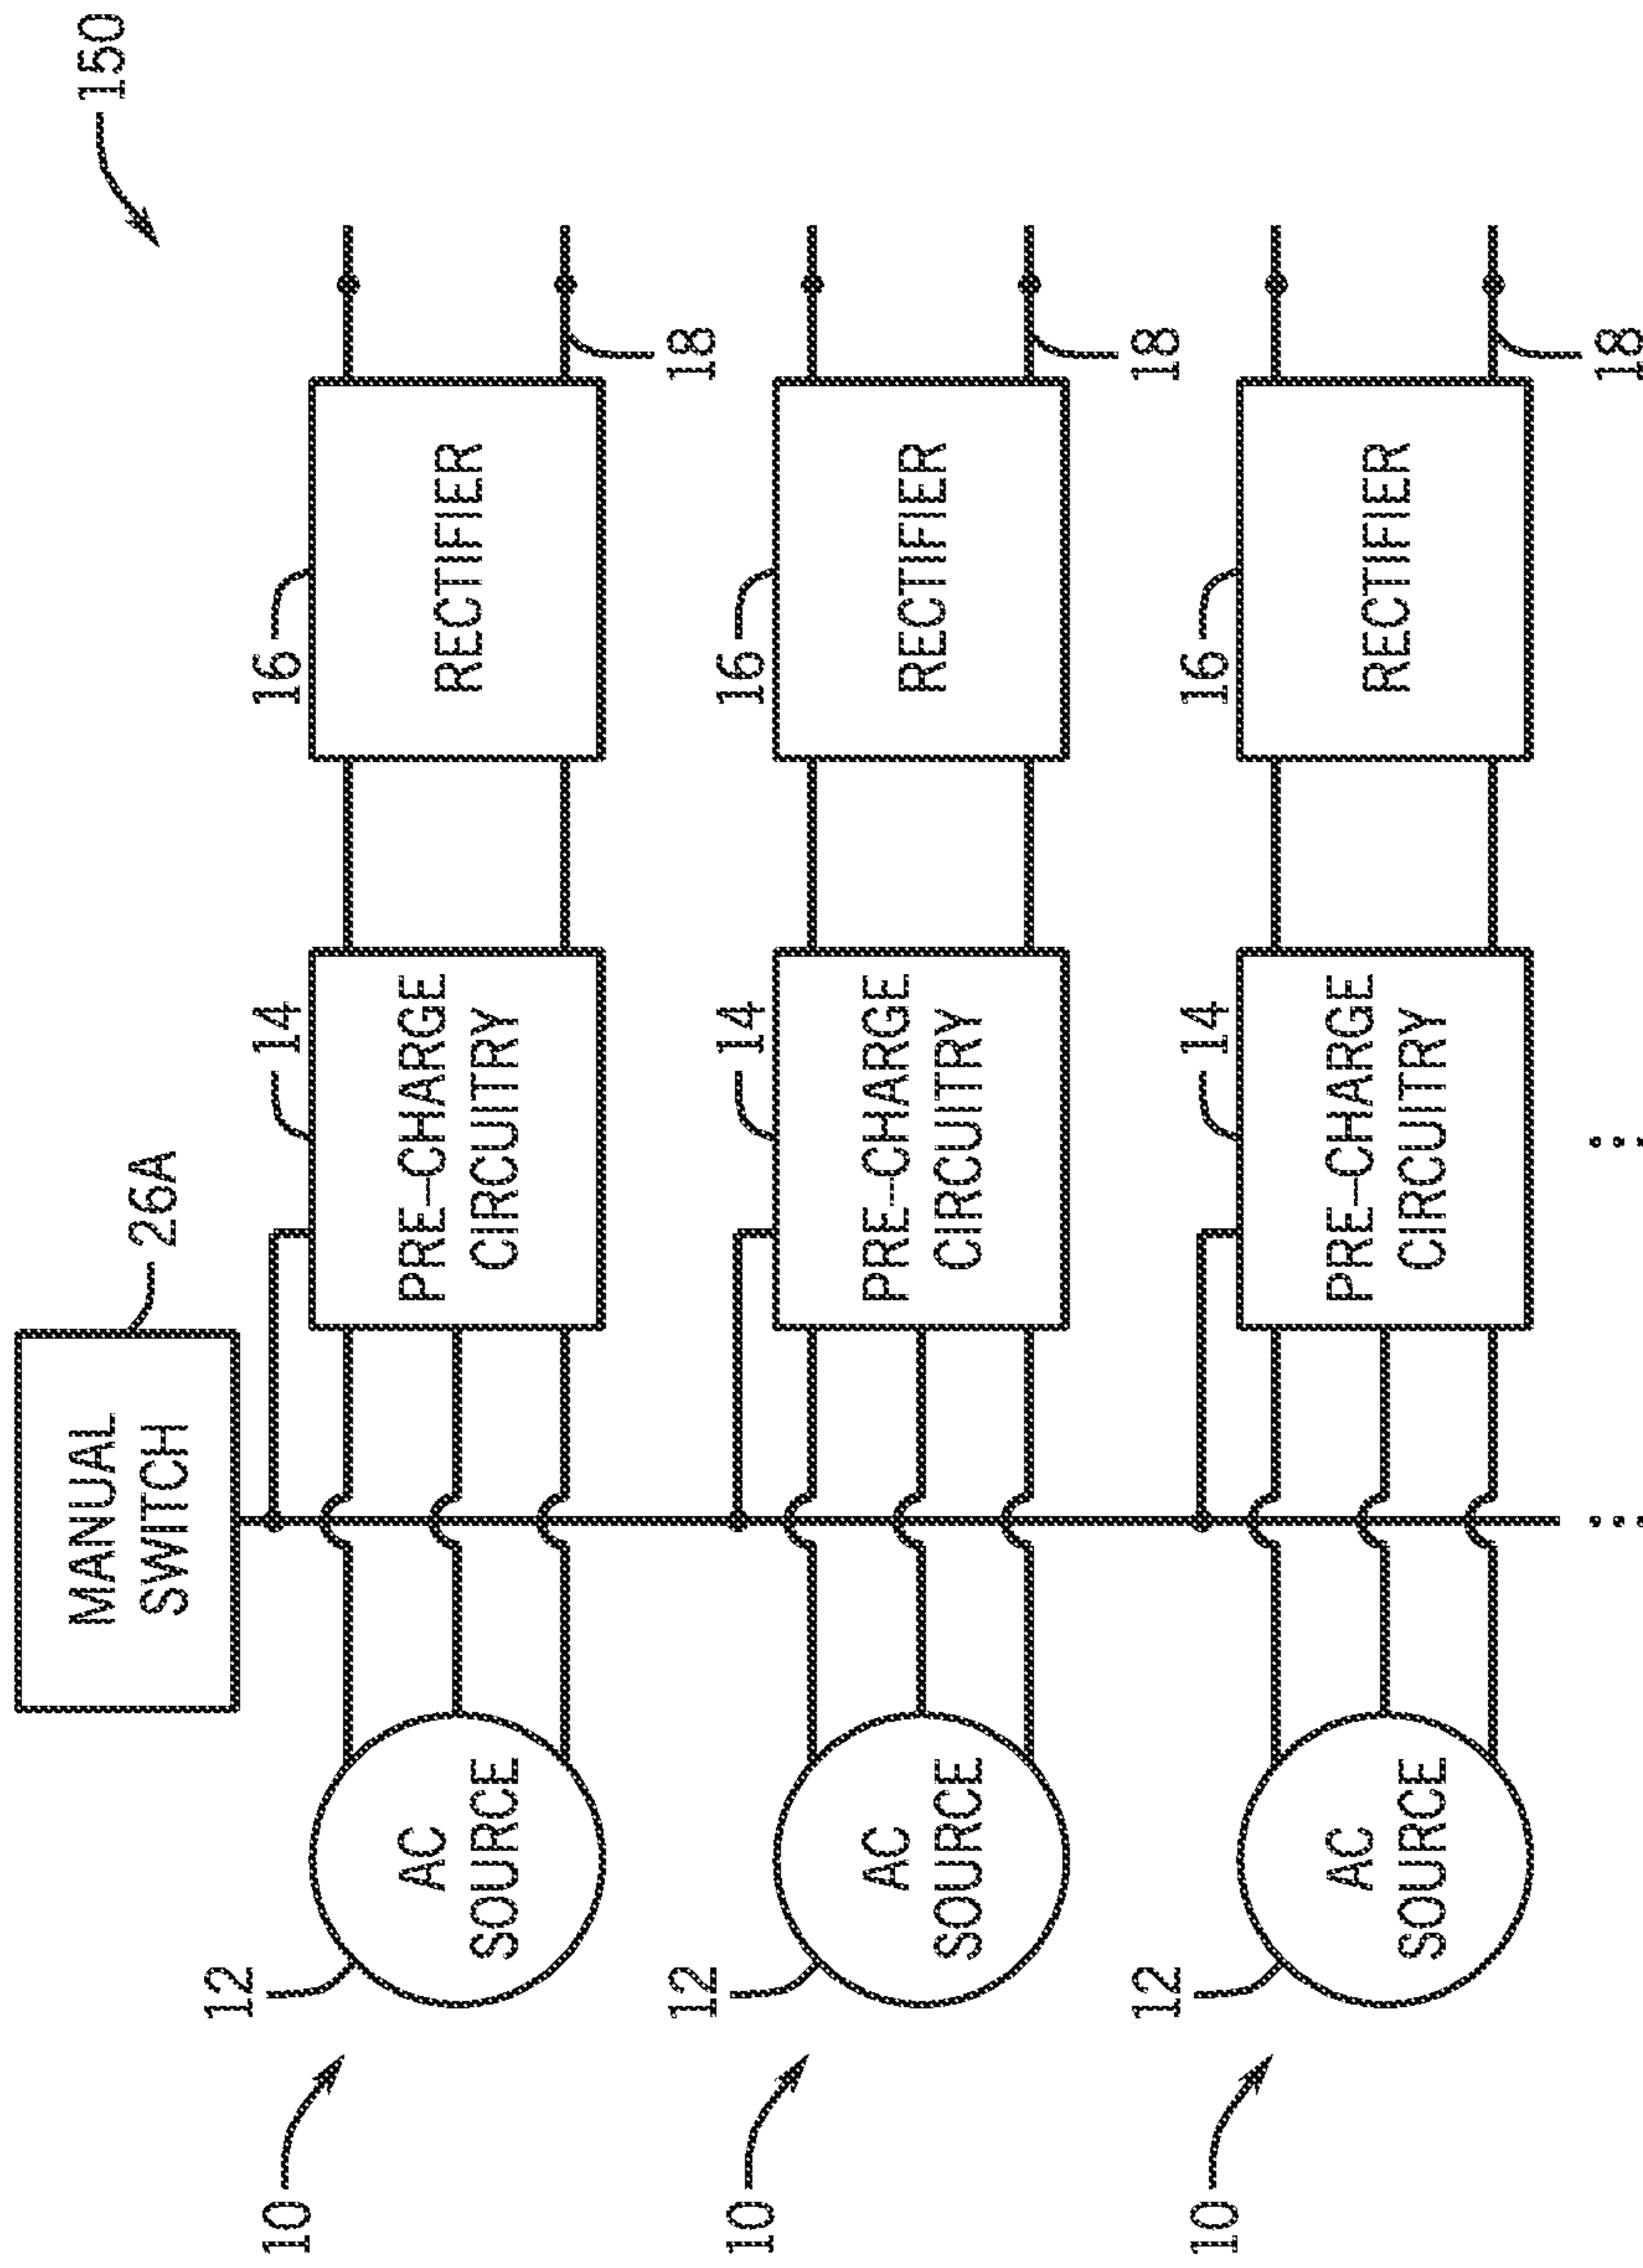 150
MANUAL
SWITCH
26A
10
12
AC
SOURCE
14
PRE-CHARGE
CIRCUITRY
16
RECTIFIER
18
10
12
AC
SOURCE
14
PRE-CHARGE
CIRCUITRY
16
RECTIFIER
18
10
12
AC
SOURCE
14
PRE-CHARGE
CIRCUITRY
16
RECTIFIER
18